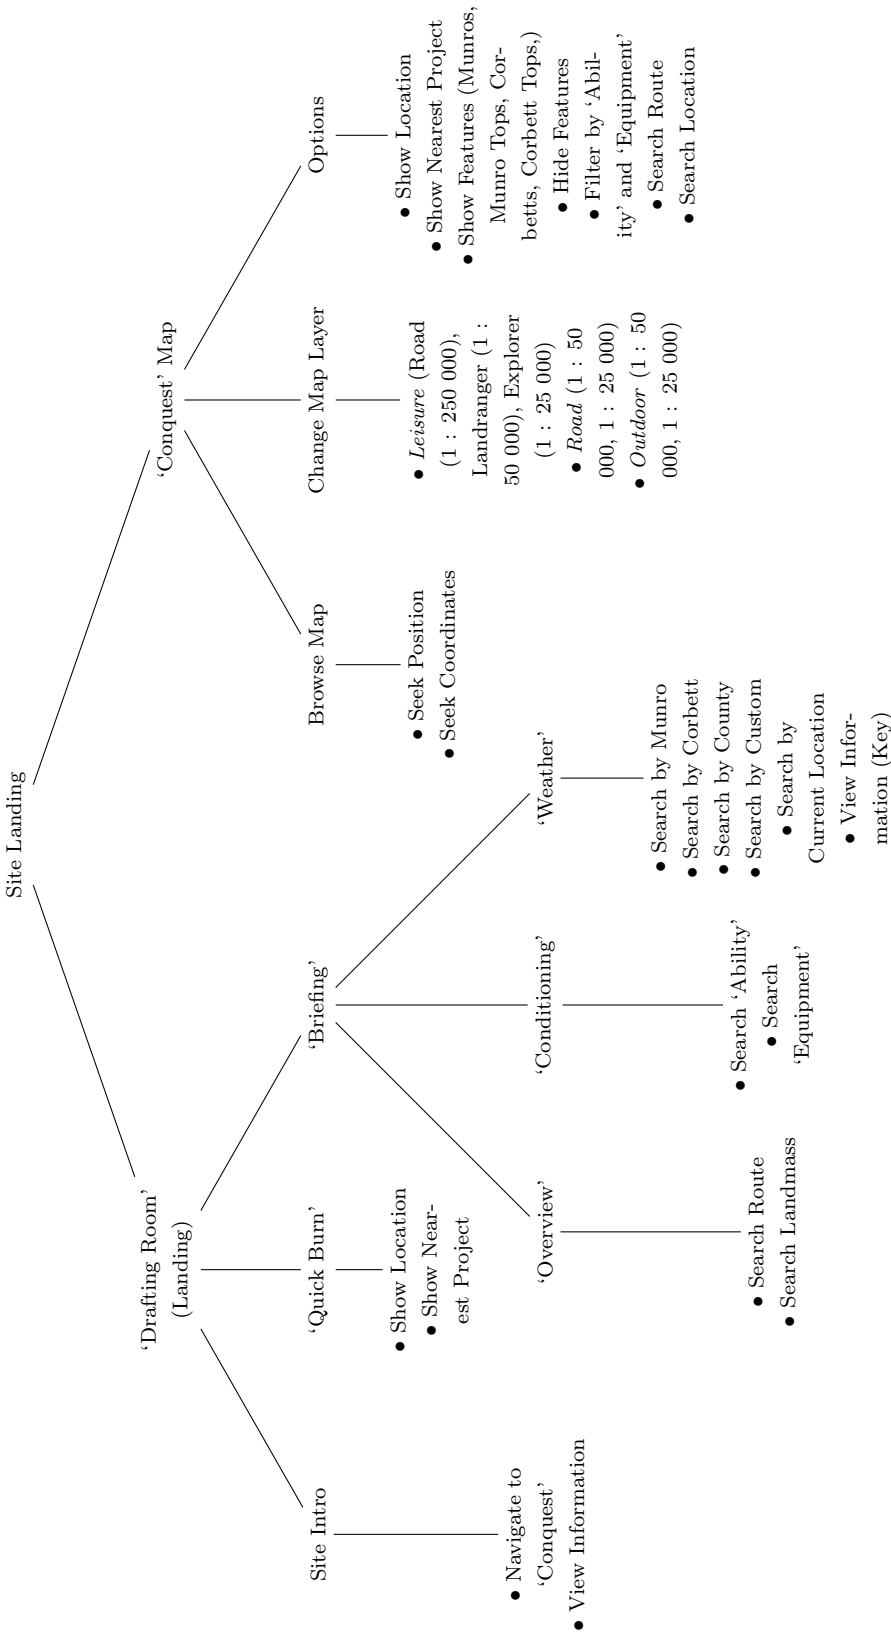 Site Landing
‘Drafting Room’
(Landing)
‘Conquest’ Map
Site Intro
‘Quick Burn’
‘Briefing’
Browse Map
Change Map Layer
Options
• Navigate to
‘Conquest’
• View Information
• Show Location
• Show Near-
est Project
‘Overview’
‘Conditioning’
‘Weather’
• Search Route
• Search Landmass
• Search ‘Ability’
• Search
‘Equipment’
• Search by Munro
• Search by Corbett
• Search by County
• Search by Custom
• Search by
Current Location
• View Infor-
mation (Key)
• Seek Position
• Seek Coordinates
• Leisure (Road
(1 : 250 000),
Landranger (1 :
50 000), Explorer
(1 : 25 000)
• Road (1 : 50
000, 1 : 25 000)
• Outdoor (1 : 50
000, 1 : 25 000)
• Show Location
• Show Nearest Project
• Show Features (Munros,
Munro Tops, Cor-
betts, Corbett Tops,)
• Hide Features
• Filter by ‘Abil-
ity’ and ‘Equipment’
• Search Route
• Search Location